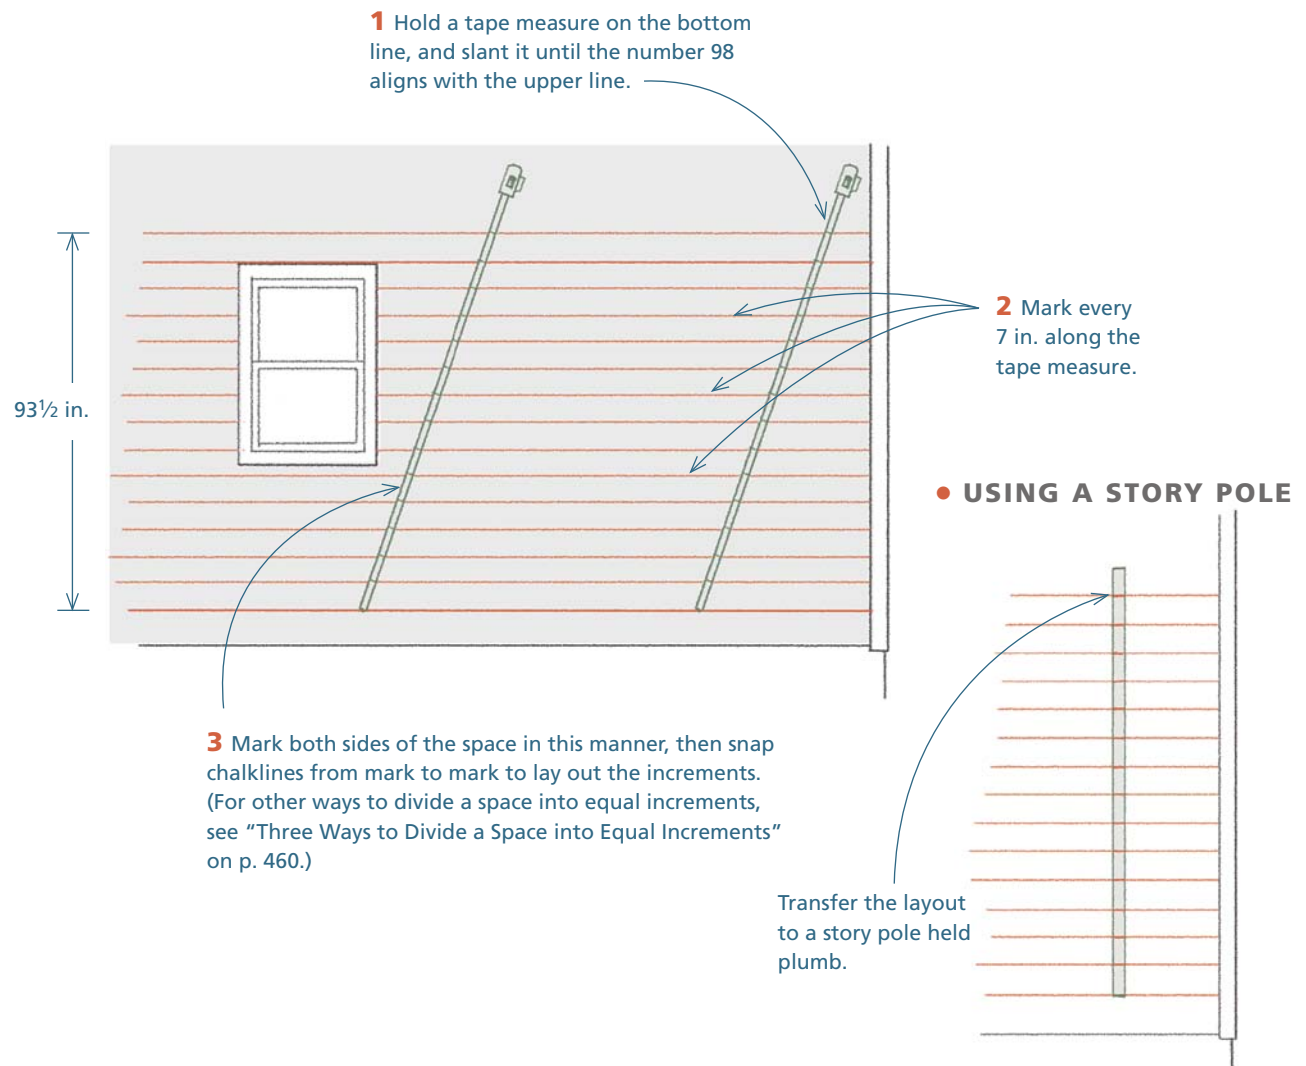 1 Hold a tape measure on the bottom
line, and slant it until the number 98
aligns with the upper line.
2 Mark every
7 in. along the
tape measure.
93½ in.
• USING A STORY POLE
3 Mark both sides of the space in this manner, then snap
chalklines from mark to mark to lay out the increments.
(For other ways to divide a space into equal increments,
see “Three Ways to Divide a Space into Equal Increments”
on p. 460.)
Transfer the layout
to a story pole held
plumb.